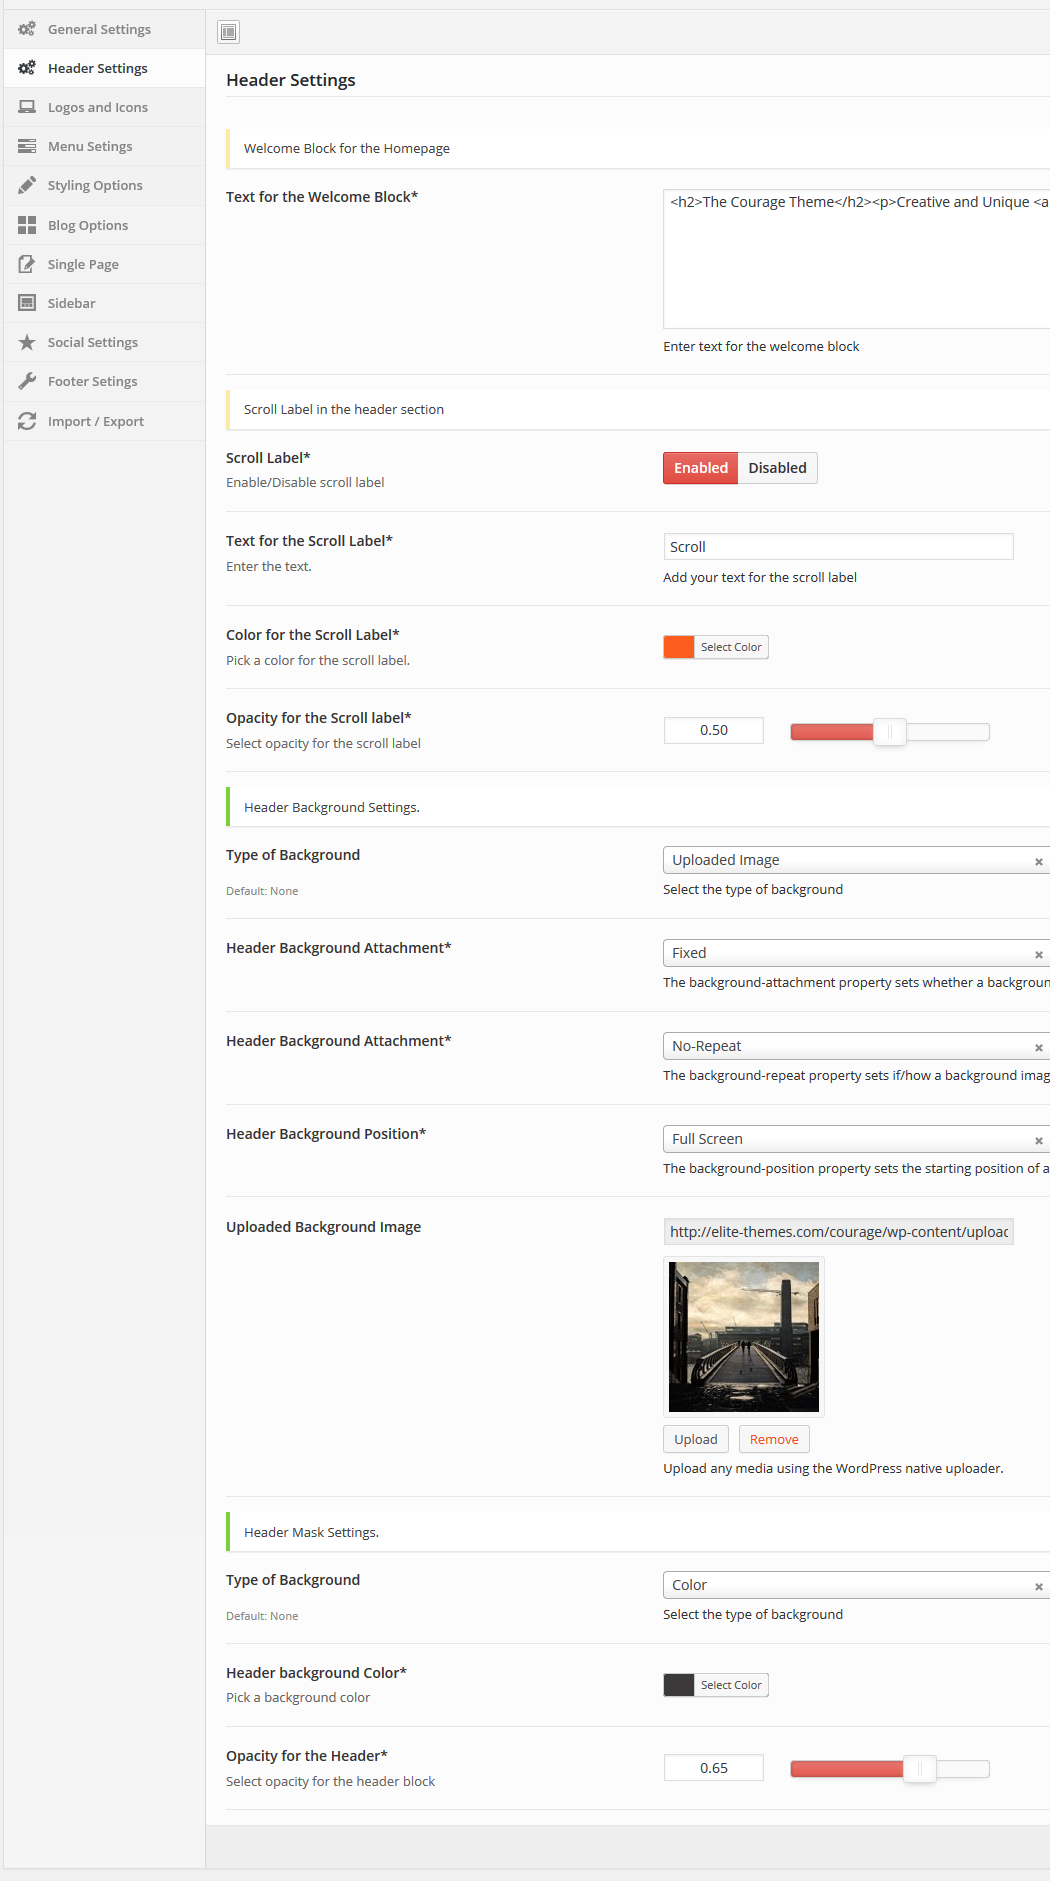 General Settings
Header Settings
Logos and Icons
Menu Setings
Styling Options
Blog Options
Single Page
Sidebar
Social Settings
Footer Setings
Import / Export
Header Settings
Welcome Block for the Homepage
Text for the Welcome Block*
<h2>The Courage Theme</h2><p>Creative and Unique <a
Enter text for the welcome block
Scroll Label in the header section
Scroll Label*
Enable/Disable scroll label
Enabled Disabled
Text for the Scroll Label*
Enter the text.
Scroll
Add your text for the scroll label
Color for the Scroll Label*
Pick a color for the scroll label.
Select Color
Opacity for the Scroll label*
Select opacity for the scroll label
0.50
Header Background Settings.
Type of Background
Default: None
Uploaded Image
Select the type of background
Header Background Attachment*
Fixed
The background-attachment property sets whether a backgroun
Header Background Attachment*
No-Repeat
The background-repeat property sets if/how a background imag
Header Background Position*
Full Screen
The background-position property sets the starting position of a
Uploaded Background Image
http://elite-themes.com/courage/wp-content/uploac
Upload Remove
Upload any media using the WordPress native uploader.
Header Mask Settings.
Type of Background
Default: None
Color
Select the type of background
Header background Color*
Pick a background color
Select Color
Opacity for the Header*
Select opacity for the header block
0.65